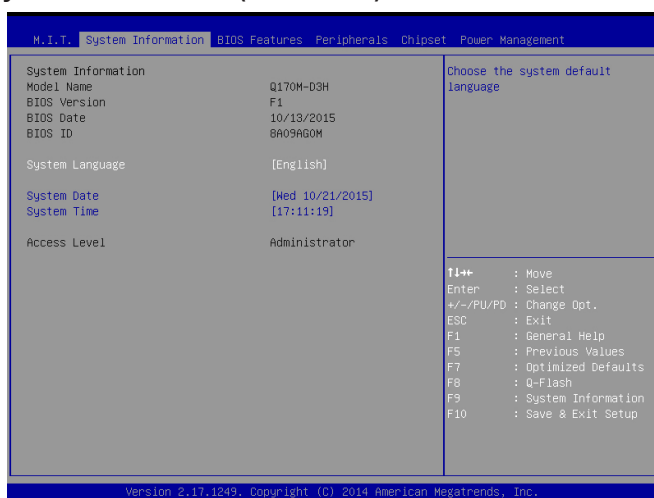 M.I.T. System Information BIOS Features Peripherals Chipset Power Management
System Information
Model Name Q170M-D3H
BIOS Version F1
BIOS Date 10/13/2015
BIOS ID 8A09AG0M
System Language [English]
System Date [Wed 10/21/2015]
System Time [17:11:19]
Access Level Administrator
Choose the system default
language
↑↓→← : Move
Enter : Select
+/-/PU/PD : Change Opt.
ESC : Exit
F1 : General Help
F5 : Previous Values
F7 : Optimized Defaults
F8 : Q-Flash
F9 : System Information
F10 : Save & Exit Setup
Version 2.17.1249. Copyright (C) 2014 American Megatrends, Inc.